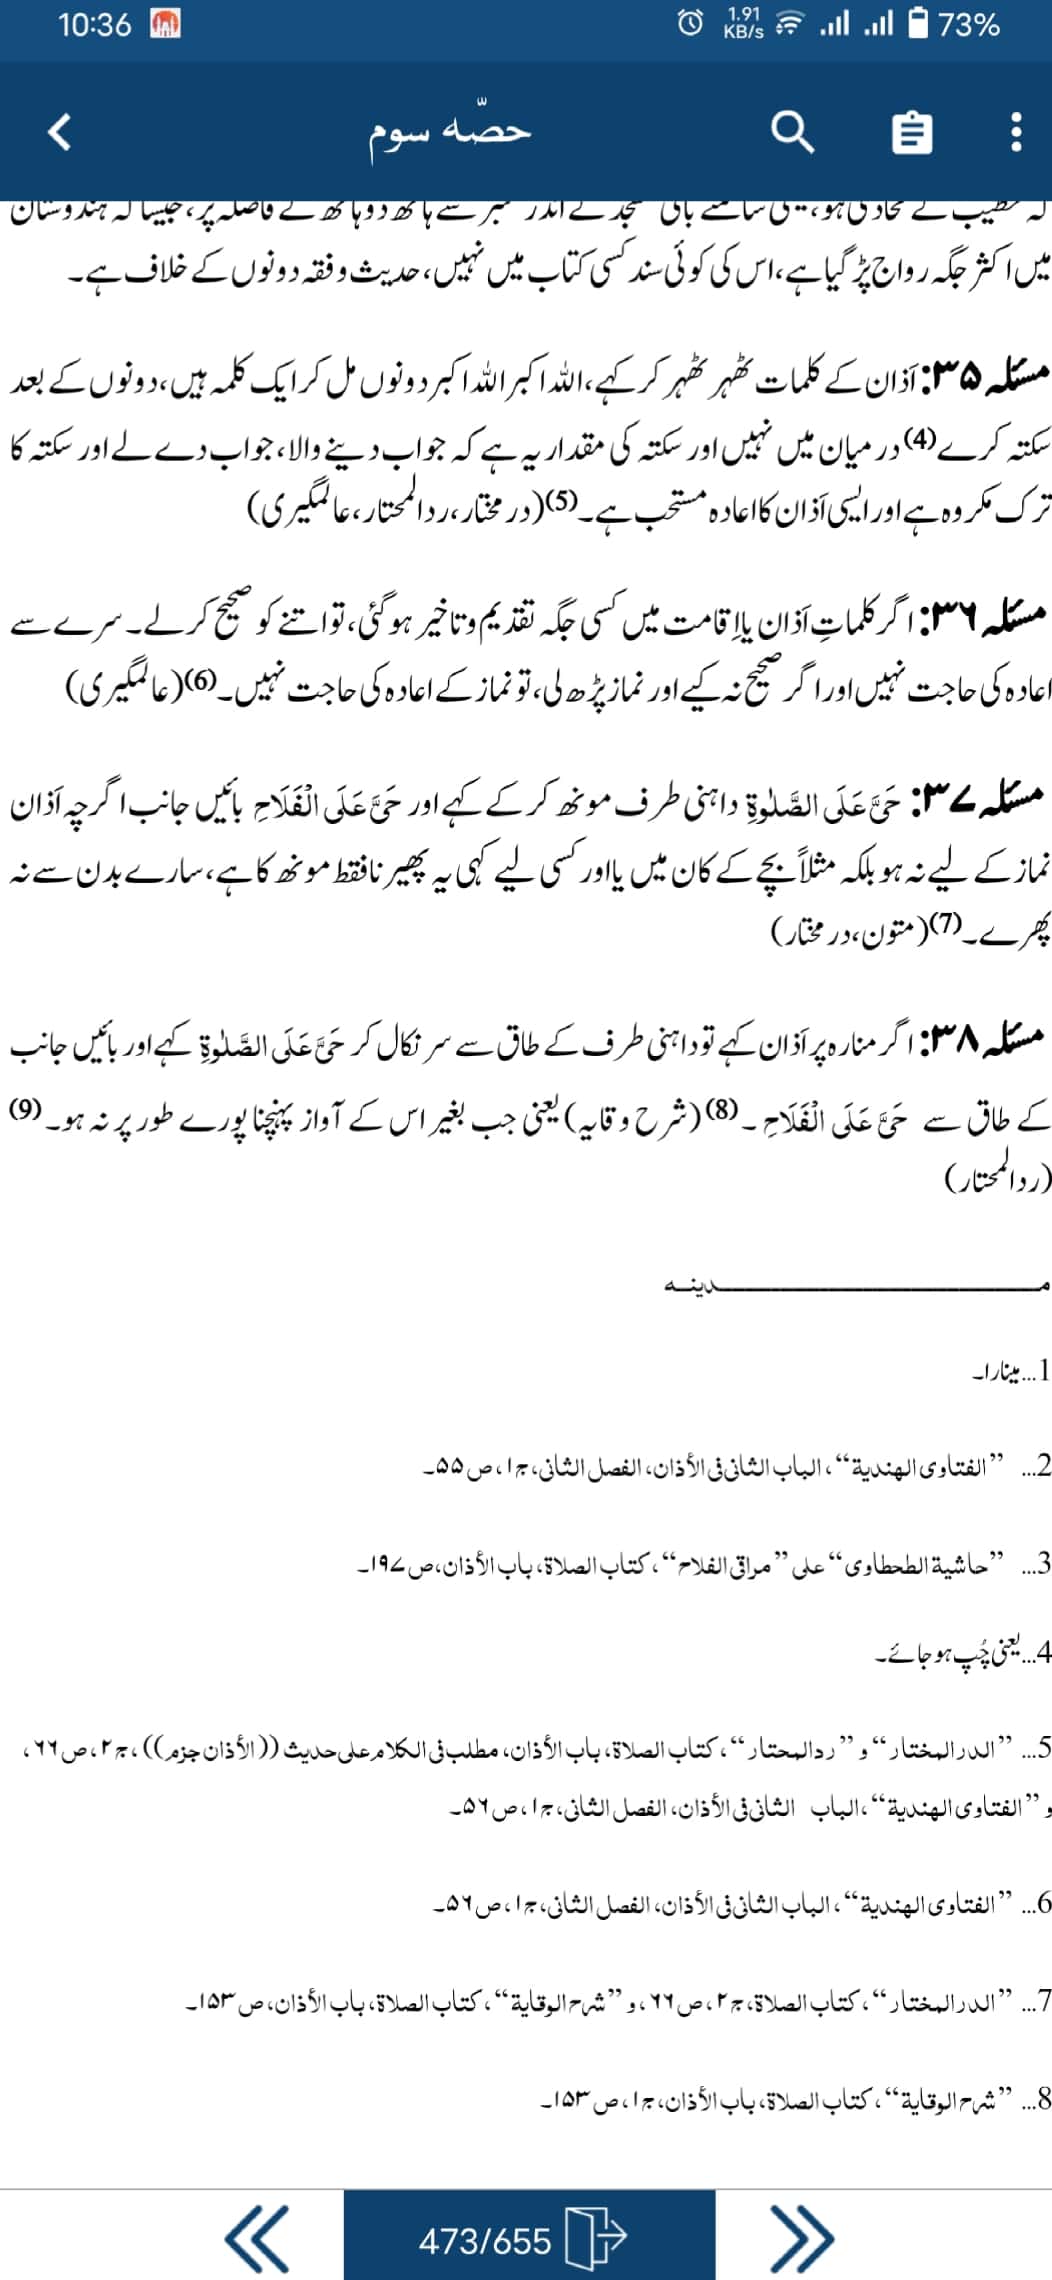 10:36 1.91 KB/s 73%
حصّہ سوم
میں اکثر جگہ رواج پڑ گیا ہے، اس کی کوئی سند کسی کتاب میں نہیں، حدیث و فقہ دونوں کے خلاف ہے۔
مسئلہ ۳۵: اَذان کے کلمات ٹھہر ٹھہر کر کہے، اللہ اکبر اللہ اکبر دونوں مل کر ایک کلمہ ہیں، دونوں کے بعد
سکتہ کرے(4) درمیان میں نہیں اور سکتہ کی مقدار یہ ہے کہ جواب دینے والا، جواب دے لے اور سکتہ کا
ترک مکروہ ہے اور ایسی اَذان کا اعادہ مستحب ہے۔(5) (درمختار، ردالمحتار، عالمگیری)
مسئلہ ۳۶: اگر کلماتِ اَذان یا اِقامت میں کسی جگہ تقدیم و تاخیر ہو گئی، تو اتنے کو صحیح کرلے۔ سرے سے
اعادہ کی حاجت نہیں اور اگر صحیح نہ کیے اور نماز پڑھ لی، تو نماز کے اعادہ کی حاجت نہیں۔(6) (عالمگیری)
مسئلہ ۳۷: حَیَّ عَلَی الصَّلٰوۃِ داہنی طرف مونھ کر کے کہے اور حَیَّ عَلَی الْفَلَاحِ بائیں جانب اگرچہ اَذان
نماز کے لیے نہ ہو بلکہ مثلاً بچے کے کان میں یا اور کسی لیے کہی یہ پھیرنا فقط مونھ کا ہے، سارے بدن سے نہ
پھرے۔(7) (متون، درمختار)
مسئلہ ۳۸: اگر منارہ پر اَذان کہے تو داہنی طرف کے طاق سے سر نکال کر حَیَّ عَلَی الصَّلٰوۃِ کہے اور بائیں جانب
کے طاق سے حَیَّ عَلَی الْفَلَاحِ ۔(8) (شرح وقایہ) یعنی جب بغیر اس کے آواز پہنچنا پورے طور پر نہ ہو۔(9)
(ردالمحتار)
مـــــدینـہ
1...مینارا۔
2... ’’الفتاوی الھندیۃ‘‘، الباب الثانی فی الأذان، الفصل الثانی، ج۱، ص۵۵۔
3... ’’حاشیۃ الطحطاوی‘‘ علی ’’مراقی الفلاح‘‘، کتاب الصلاۃ، باب الأذان، ص۱۹۷۔
4...یعنی چُپ ہو جائے۔
5... ’’الدرالمختار‘‘ و ’’ردالمحتار‘‘، کتاب الصلاۃ، باب الأذان، مطلب فی الکلام علی حدیث ((الأذان جزم))، ج۲، ص۶۶،
و ’’الفتاوی الھندیۃ‘‘، الباب الثانی فی الأذان، الفصل الثانی، ج۱، ص۵۶۔
6... ’’الفتاوی الھندیۃ‘‘، الباب الثانی فی الأذان، الفصل الثانی، ج۱، ص۵۶۔
7... ’’الدرالمختار‘‘، کتاب الصلاۃ، ج۲، ص۶۶، و ’’شرح الوقایۃ‘‘، کتاب الصلاۃ، باب الأذان، ص۱۵۳۔
8... ’’شرح الوقایۃ‘‘، کتاب الصلاۃ، باب الأذان، ج۱، ص۱۵۳۔
473/655